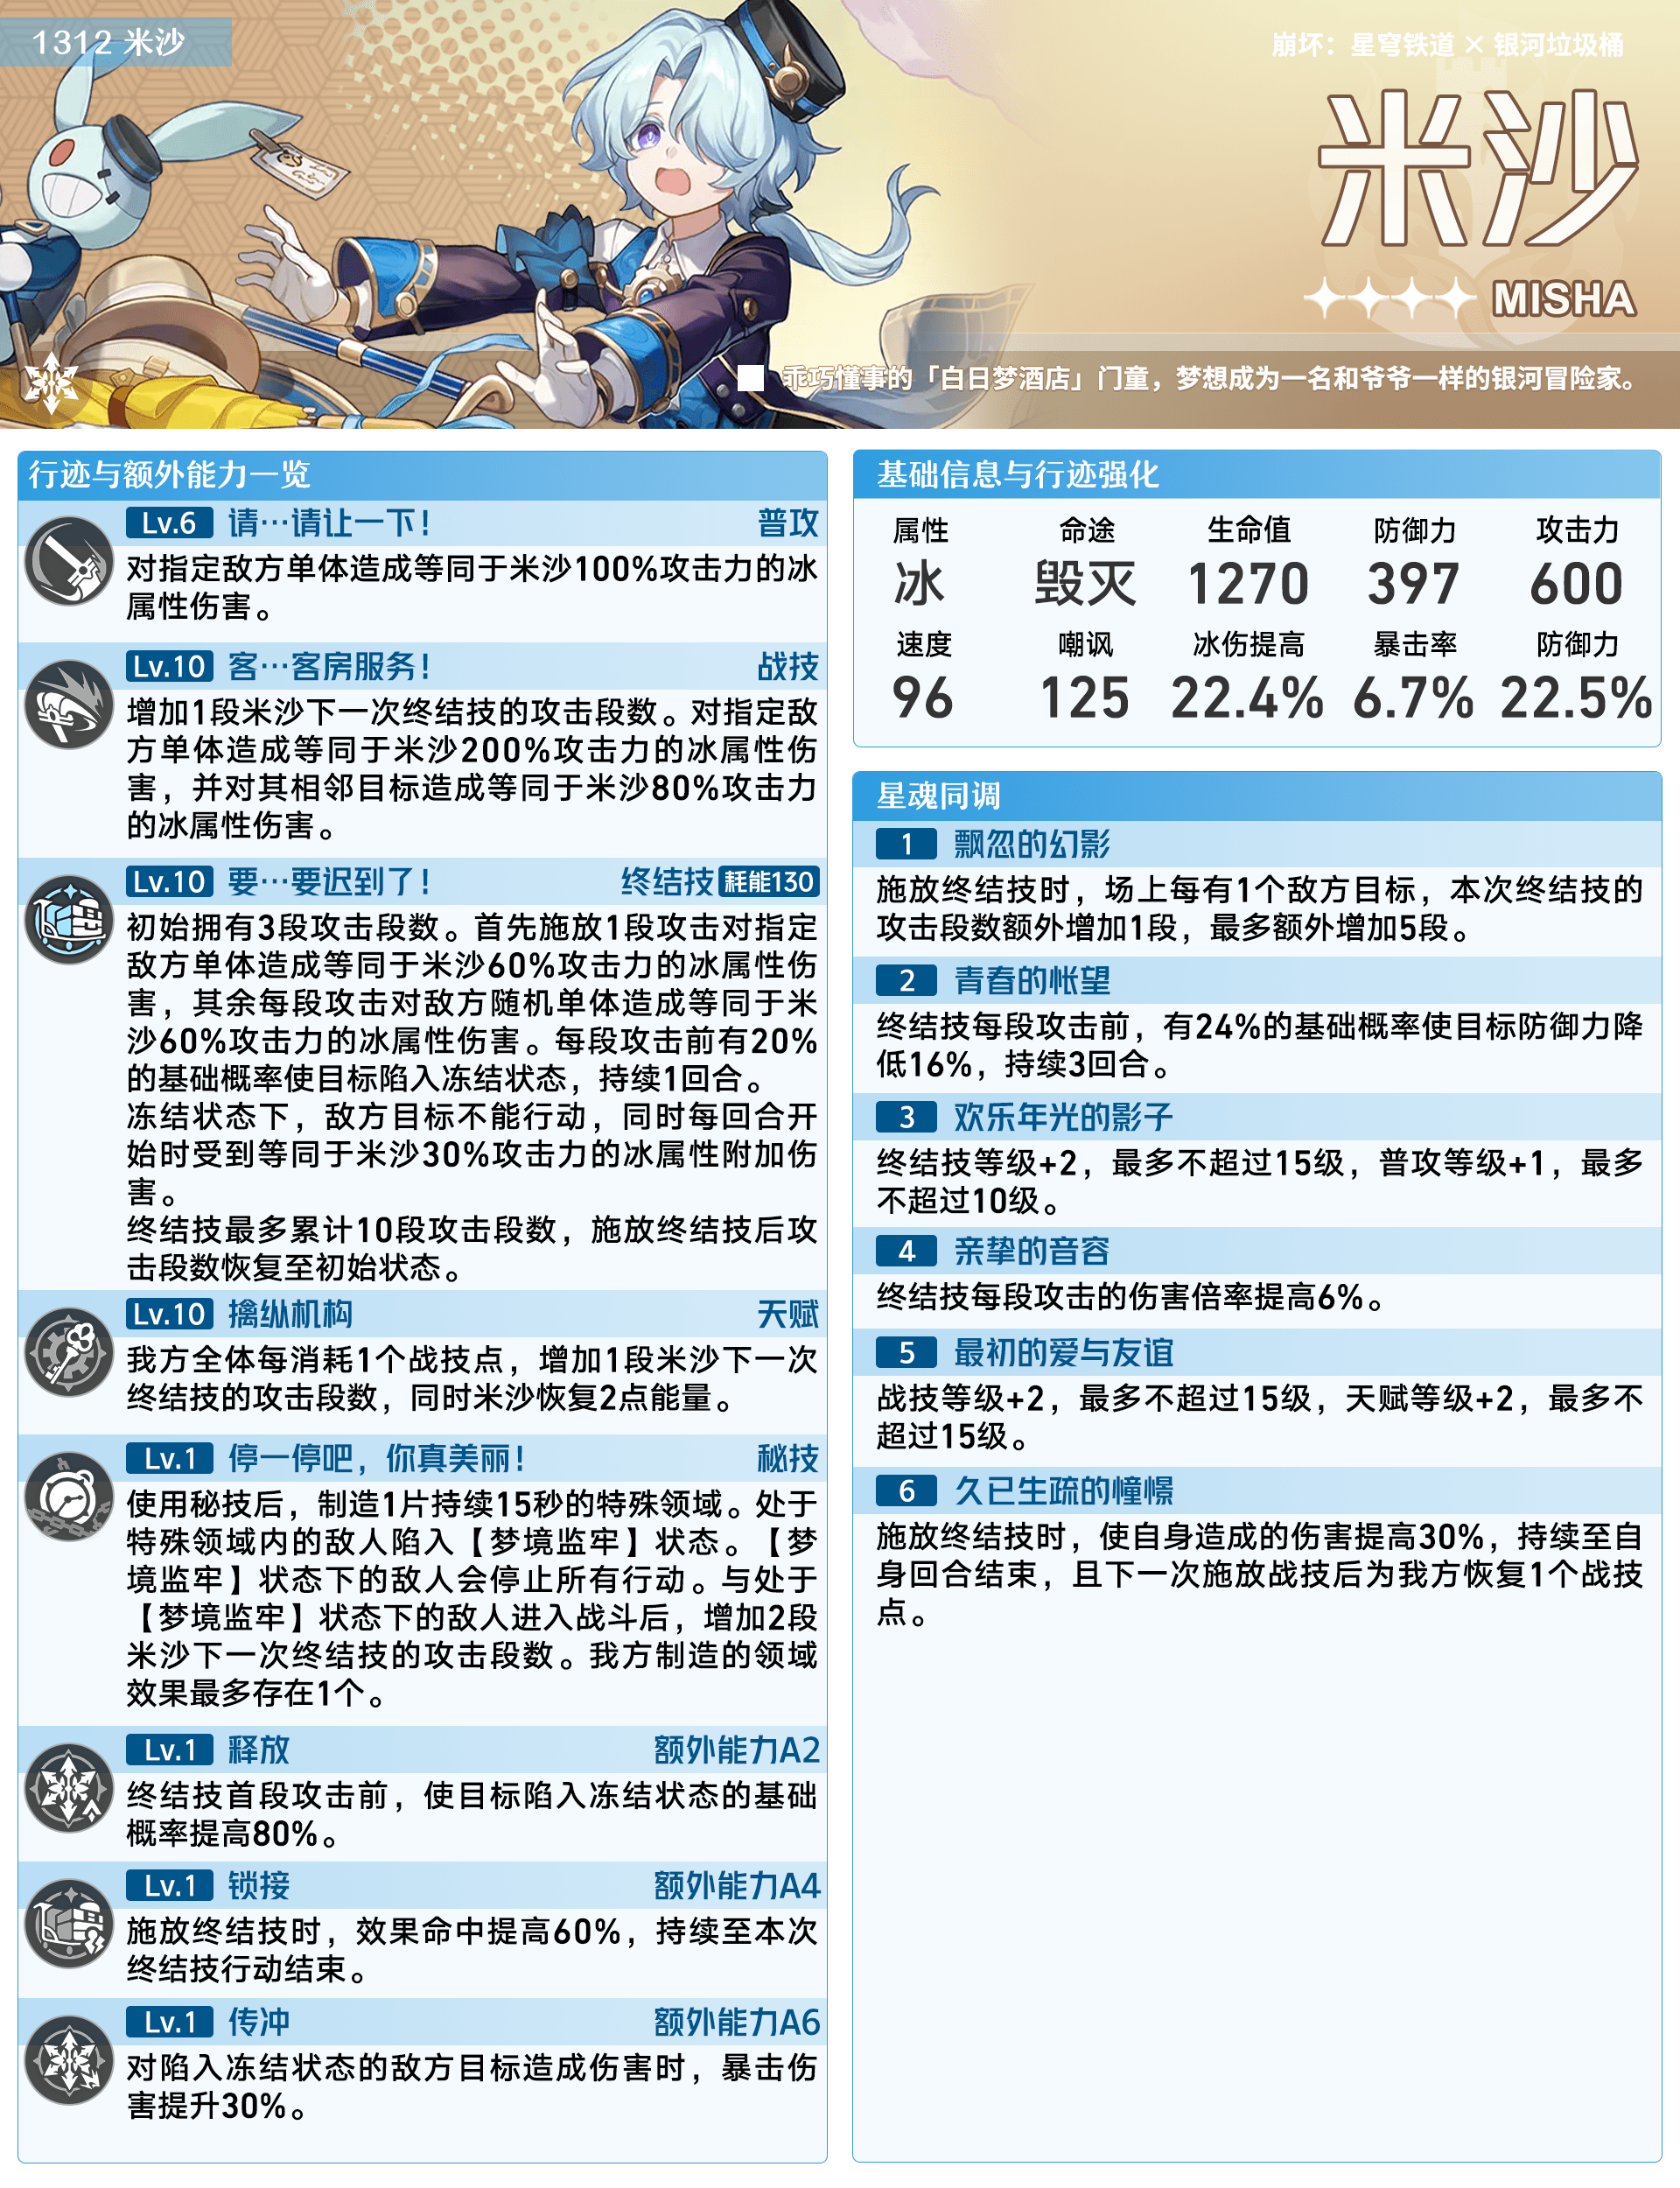 1312 米沙
崩坏：星穹铁道 × 银河垃圾桶
米沙
MISHA
乖巧懂事的「白日梦酒店」门童，梦想成为一名和爷爷一样的银河冒险家。
行迹与额外能力一览
Lv.6 请…请让一下！ 普攻
对指定敌方单体造成等同于米沙100%攻击力的冰
属性伤害。
Lv.10 客…客房服务！ 战技
增加1段米沙下一次终结技的攻击段数。对指定敌
方单体造成等同于米沙200%攻击力的冰属性伤
害，并对其相邻目标造成等同于米沙80%攻击力
的冰属性伤害。
Lv.10 要…要迟到了！ 终结技 耗能130
初始拥有3段攻击段数。首先施放1段攻击对指定
敌方单体造成等同于米沙60%攻击力的冰属性伤
害，其余每段攻击对敌方随机单体造成等同于米
沙60%攻击力的冰属性伤害。每段攻击前有20%
的基础概率使目标陷入冻结状态，持续1回合。
冻结状态下，敌方目标不能行动，同时每回合开
始时受到等同于米沙30%攻击力的冰属性附加伤
害。
终结技最多累计10段攻击段数，施放终结技后攻
击段数恢复至初始状态。
Lv.10 擒纵机构 天赋
我方全体每消耗1个战技点，增加1段米沙下一次
终结技的攻击段数，同时米沙恢复2点能量。
Lv.1 停一停吧，你真美丽！ 秘技
使用秘技后，制造1片持续15秒的特殊领域。处于
特殊领域内的敌人陷入【梦境监牢】状态。【梦
境监牢】状态下的敌人会停止所有行动。与处于
【梦境监牢】状态下的敌人进入战斗后，增加2段
米沙下一次终结技的攻击段数。我方制造的领域
效果最多存在1个。
Lv.1 释放 额外能力A2
终结技首段攻击前，使目标陷入冻结状态的基础
概率提高80%。
Lv.1 锁接 额外能力A4
施放终结技时，效果命中提高60%，持续至本次
终结技行动结束。
Lv.1 传冲 额外能力A6
对陷入冻结状态的敌方目标造成伤害时，暴击伤
害提升30%。
基础信息与行迹强化
属性 命途 生命值 防御力 攻击力
冰 毁灭 1270 397 600
速度 嘲讽 冰伤提高 暴击率 防御力
96 125 22.4% 6.7% 22.5%
星魂同调
1 飘忽的幻影
施放终结技时，场上每有1个敌方目标，本次终结技的
攻击段数额外增加1段，最多额外增加5段。
2 青春的怅望
终结技每段攻击前，有24%的基础概率使目标防御力降
低16%，持续3回合。
3 欢乐年光的影子
终结技等级+2，最多不超过15级，普攻等级+1，最多
不超过10级。
4 亲挚的音容
终结技每段攻击的伤害倍率提高6%。
5 最初的爱与友谊
战技等级+2，最多不超过15级，天赋等级+2，最多不
超过15级。
6 久已生疏的憧憬
施放终结技时，使自身造成的伤害提高30%，持续至自
身回合结束，且下一次施放战技后为我方恢复1个战技
点。